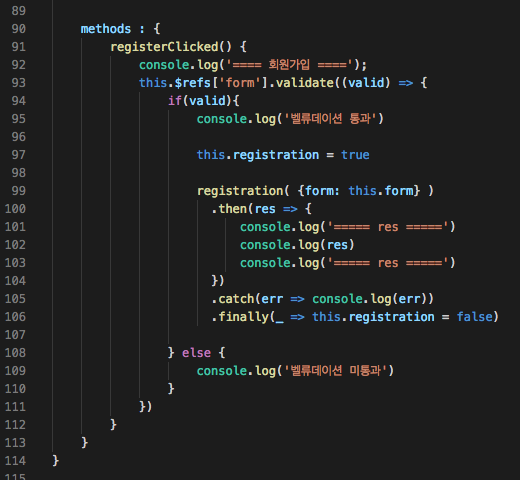 89
90 methods : {
91 registerClicked() {
92 console.log('==== 회원가입 ====');
93 this.$refs['form'].validate((valid) => {
94 if(valid){
95 console.log('벨류데이션 통과')
96
97 this.registration = true
98
99 registration( {form: this.form} )
100 .then(res => {
101 console.log('===== res =====')
102 console.log(res)
103 console.log('===== res =====')
104 })
105 .catch(err => console.log(err))
106 .finally(_ => this.registration = false)
107
108 } else {
109 console.log('벨류데이션 미통과')
110 }
111 })
112 }
113 }
114 }
115